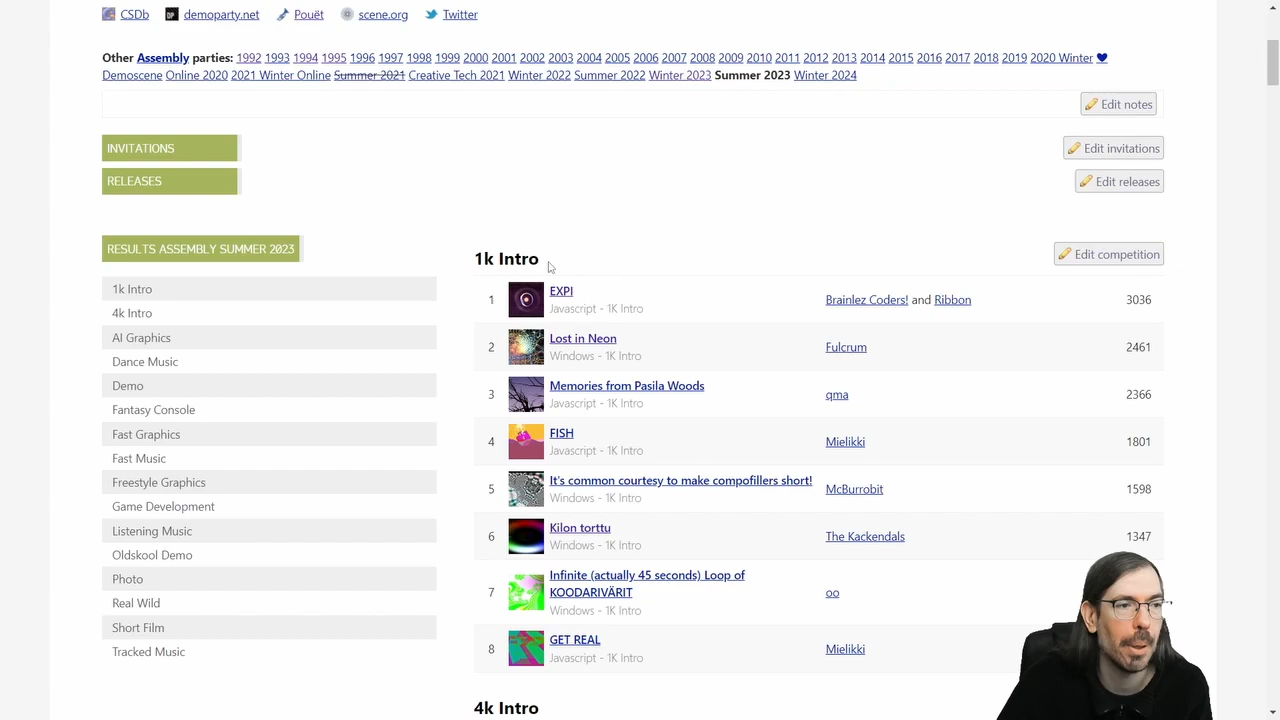 CSDb demoparty.net Pouët scene.org Twitter
Other Assembly parties: 1992 1993 1994 1995 1996 1997 1998 1999 2000 2001 2002 2003 2004 2005 2006 2007 2008 2009 2010 2011 2012 2013 2014 2015 2016 2017 2018 2019 2020 Winter
Demoscene Online 2020 2021 Winter Online Summer 2021 Creative Tech 2021 Winter 2022 Summer 2022 Winter 2023 Summer 2023 Winter 2024
Edit notes
INVITATIONS
Edit invitations
RELEASES
Edit releases
RESULTS ASSEMBLY SUMMER 2023
1k Intro
4k Intro
AI Graphics
Dance Music
Demo
Fantasy Console
Fast Graphics
Fast Music
Freestyle Graphics
Game Development
Listening Music
Oldskool Demo
Photo
Real Wild
Short Film
Tracked Music
1k Intro
Edit competition
1 EXPI Brainlez Coders! and Ribbon 3036
Javascript - 1K Intro
2 Lost in Neon Fulcrum 2461
Windows - 1K Intro
3 Memories from Pasila Woods qma 2366
Javascript - 1K Intro
4 FISH Mielikki 1801
Javascript - 1K Intro
5 It's common courtesy to make compofillers short! McBurrobit 1598
Windows - 1K Intro
6 Kilon torttu The Kackendals 1347
Windows - 1K Intro
7 Infinite (actually 45 seconds) Loop of
KOODARIVÄRIT oo
Windows - 1K Intro
8 GET REAL Mielikki
Javascript - 1K Intro
4k Intro